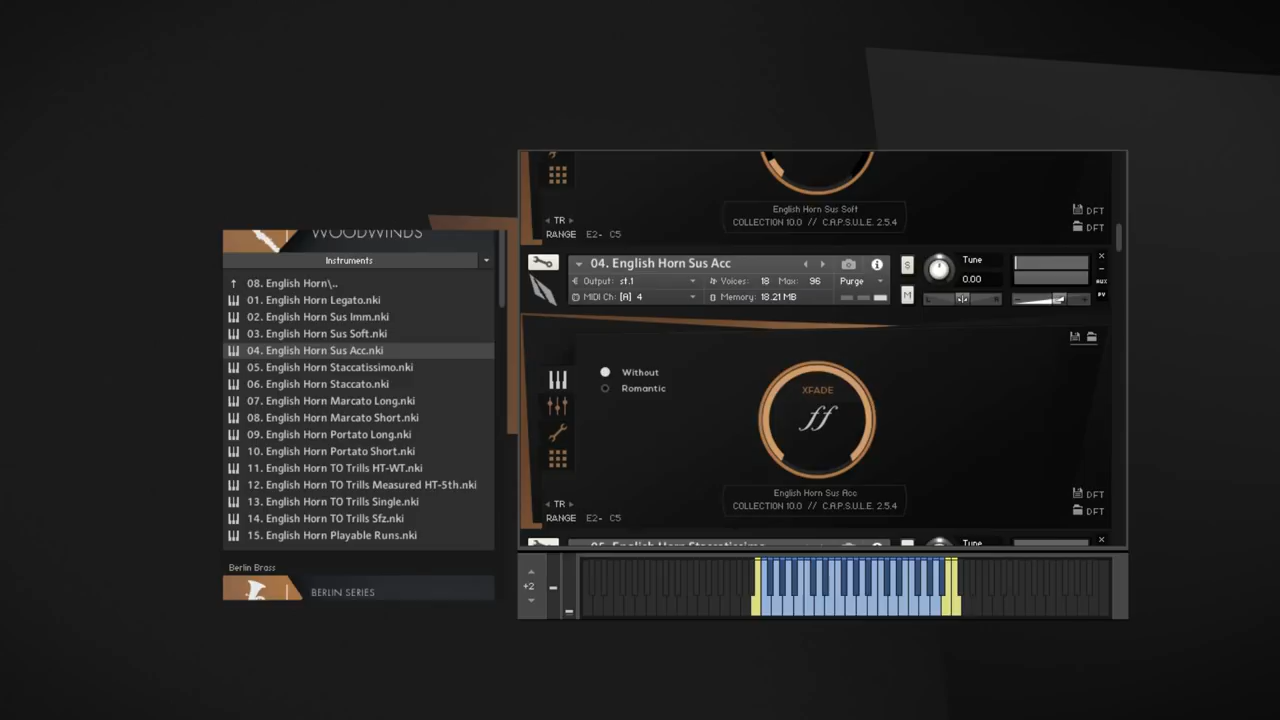 WOODWINDS
Instruments
08. English Horn\..
01. English Horn Legato.nki
02. English Horn Sus Imm.nki
03. English Horn Sus Soft.nki
04. English Horn Sus Acc.nki
05. English Horn Staccatissimo.nki
06. English Horn Staccato.nki
07. English Horn Marcato Long.nki
08. English Horn Marcato Short.nki
09. English Horn Portato Long.nki
10. English Horn Portato Short.nki
11. English Horn TO Trills HT-WT.nki
12. English Horn TO Trills Measured HT-5th.nki
13. English Horn TO Trills Single.nki
14. English Horn TO Trills Sfz.nki
15. English Horn Playable Runs.nki
Berlin Brass
BERLIN SERIES
English Horn Sus Soft
COLLECTION 10.0 // C.A.P.S.U.L.E. 2.5.4
TR
RANGE E2- C5
DFT
DFT
04. English Horn Sus Acc
Output: st.1
Voices: 18 Max: 96
Purge
MIDI Ch: [A] 4
Memory: 18.21 MB
S
M
Tune
0.00
L
R
AUX
PV
Without
Romantic
XFADE
ff
English Horn Sus Acc
COLLECTION 10.0 // C.A.P.S.U.L.E. 2.5.4
TR
RANGE E2- C5
DFT
DFT
05. English Horn Staccatissimo
Tune
+2